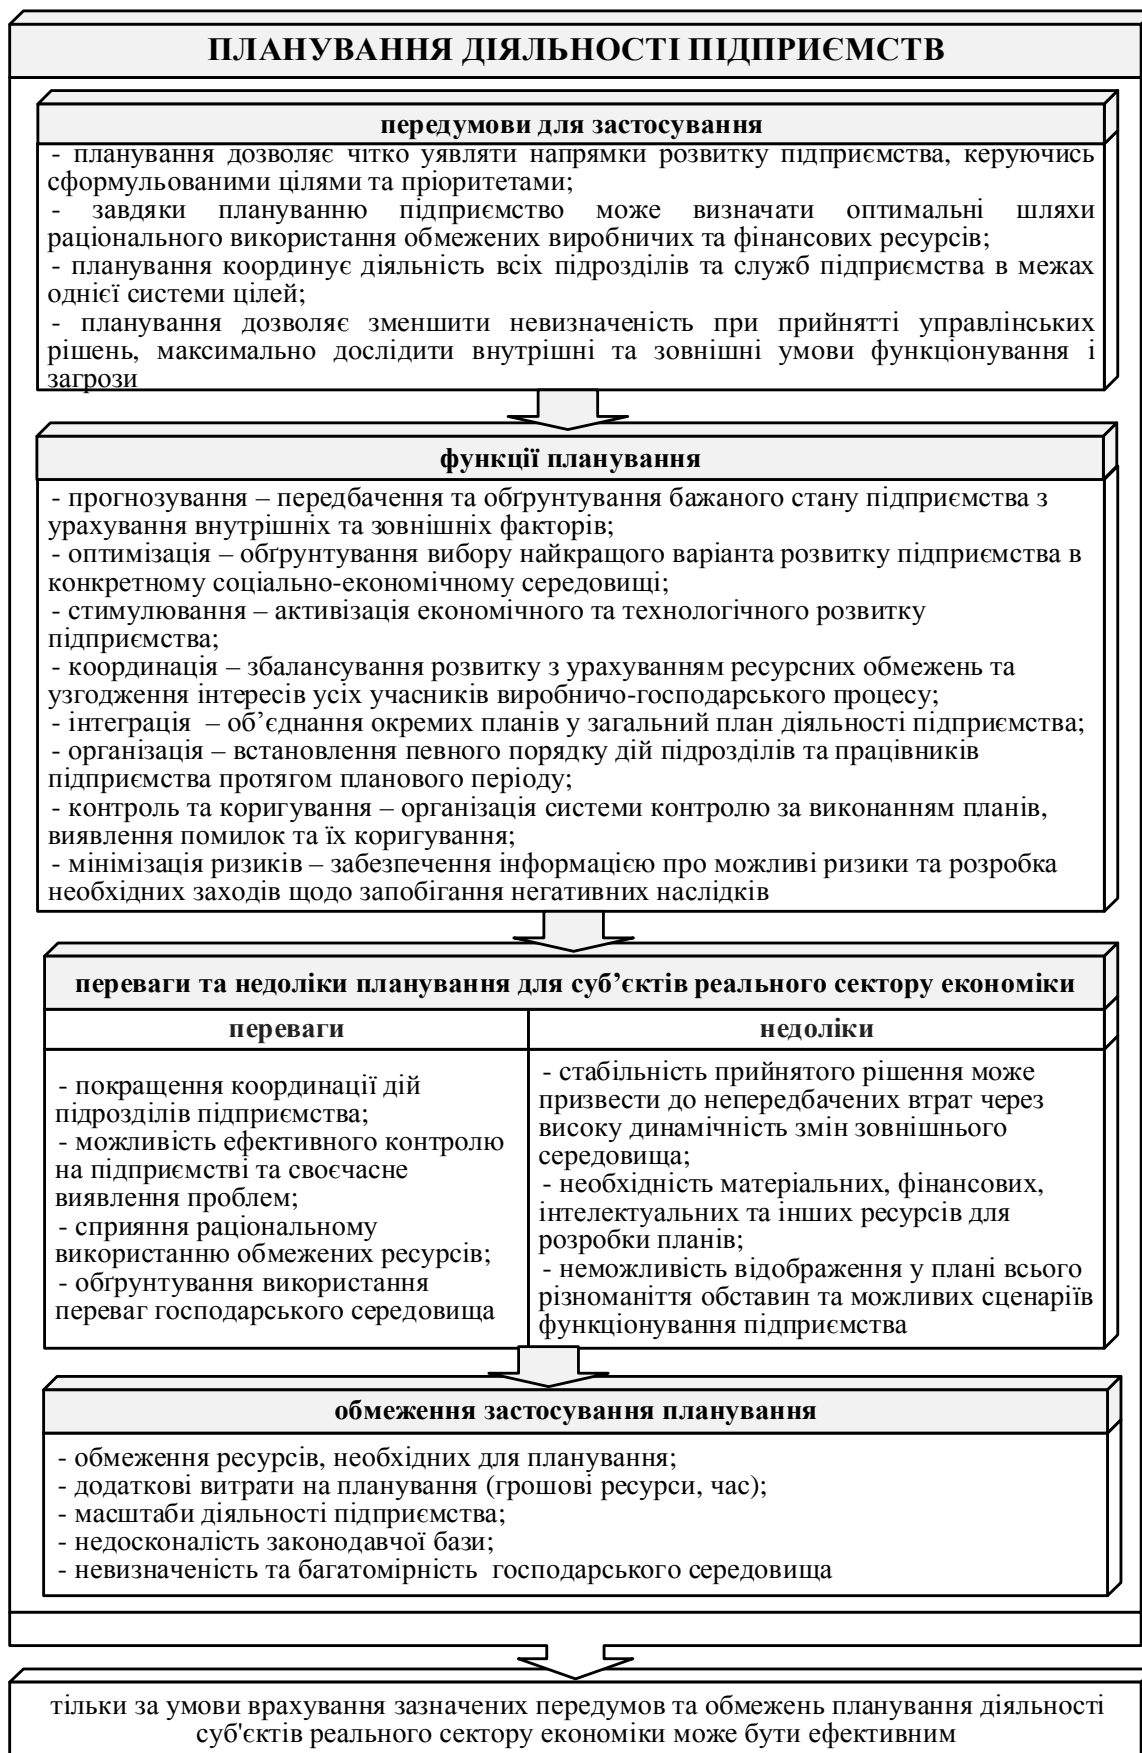 ПЛАНУВАННЯ ДІЯЛЬНОСТІ ПІДПРИЄМСТВ
передумови для застосування
- планування дозволяє чітко уявляти напрямки розвитку підприємства, керуючись
сформульованими цілями та пріоритетами;
- завдяки плануванню підприємство може визначати оптимальні шляхи
раціонального використання обмежених виробничих та фінансових ресурсів;
- планування координує діяльність всіх підрозділів та служб підприємства в межах
однієї системи цілей;
- планування дозволяє зменшити невизначеність при прийнятті управлінських
рішень, максимально дослідити внутрішні та зовнішні умови функціонування і
загрози
функції планування
- прогнозування – передбачення та обґрунтування бажаного стану підприємства з
урахування внутрішніх та зовнішніх факторів;
- оптимізація – обґрунтування вибору найкращого варіанта розвитку підприємства в
конкретному соціально-економічному середовищі;
- стимулювання – активізація економічного та технологічного розвитку
підприємства;
- координація – збалансування розвитку з урахуванням ресурсних обмежень та
узгодження інтересів усіх учасників виробничо-господарського процесу;
- інтеграція – об’єднання окремих планів у загальний план діяльності підприємства;
- організація – встановлення певного порядку дій підрозділів та працівників
підприємства протягом планового періоду;
- контроль та коригування – організація системи контролю за виконанням планів,
виявлення помилок та їх коригування;
- мінімізація ризиків – забезпечення інформацією про можливі ризики та розробка
необхідних заходів щодо запобігання негативних наслідків
переваги та недоліки планування для суб’єктів реального сектору економіки
переваги
- покращення координації дій
підрозділів підприємства;
- можливість ефективного контролю
на підприємстві та своєчасне
виявлення проблем;
- сприяння раціональному
використанню обмежених ресурсів;
- обґрунтування використання
переваг господарського середовища
недоліки
- стабільність прийнятого рішення може
призвести до непередбачених втрат через
високу динамічність змін зовнішнього
середовища;
- необхідність матеріальних, фінансових,
інтелектуальних та інших ресурсів для
розробки планів;
- неможливість відображення у плані всього
різноманіття обставин та можливих сценаріїв
функціонування підприємства
обмеження застосування планування
- обмеження ресурсів, необхідних для планування;
- додаткові витрати на планування (грошові ресурси, час);
- масштаби діяльності підприємства;
- недосконалість законодавчої бази;
- невизначеність та багатомірність господарського середовища
тільки за умови врахування зазначених передумов та обмежень планування діяльності
суб'єктів реального сектору економіки може бути ефективним